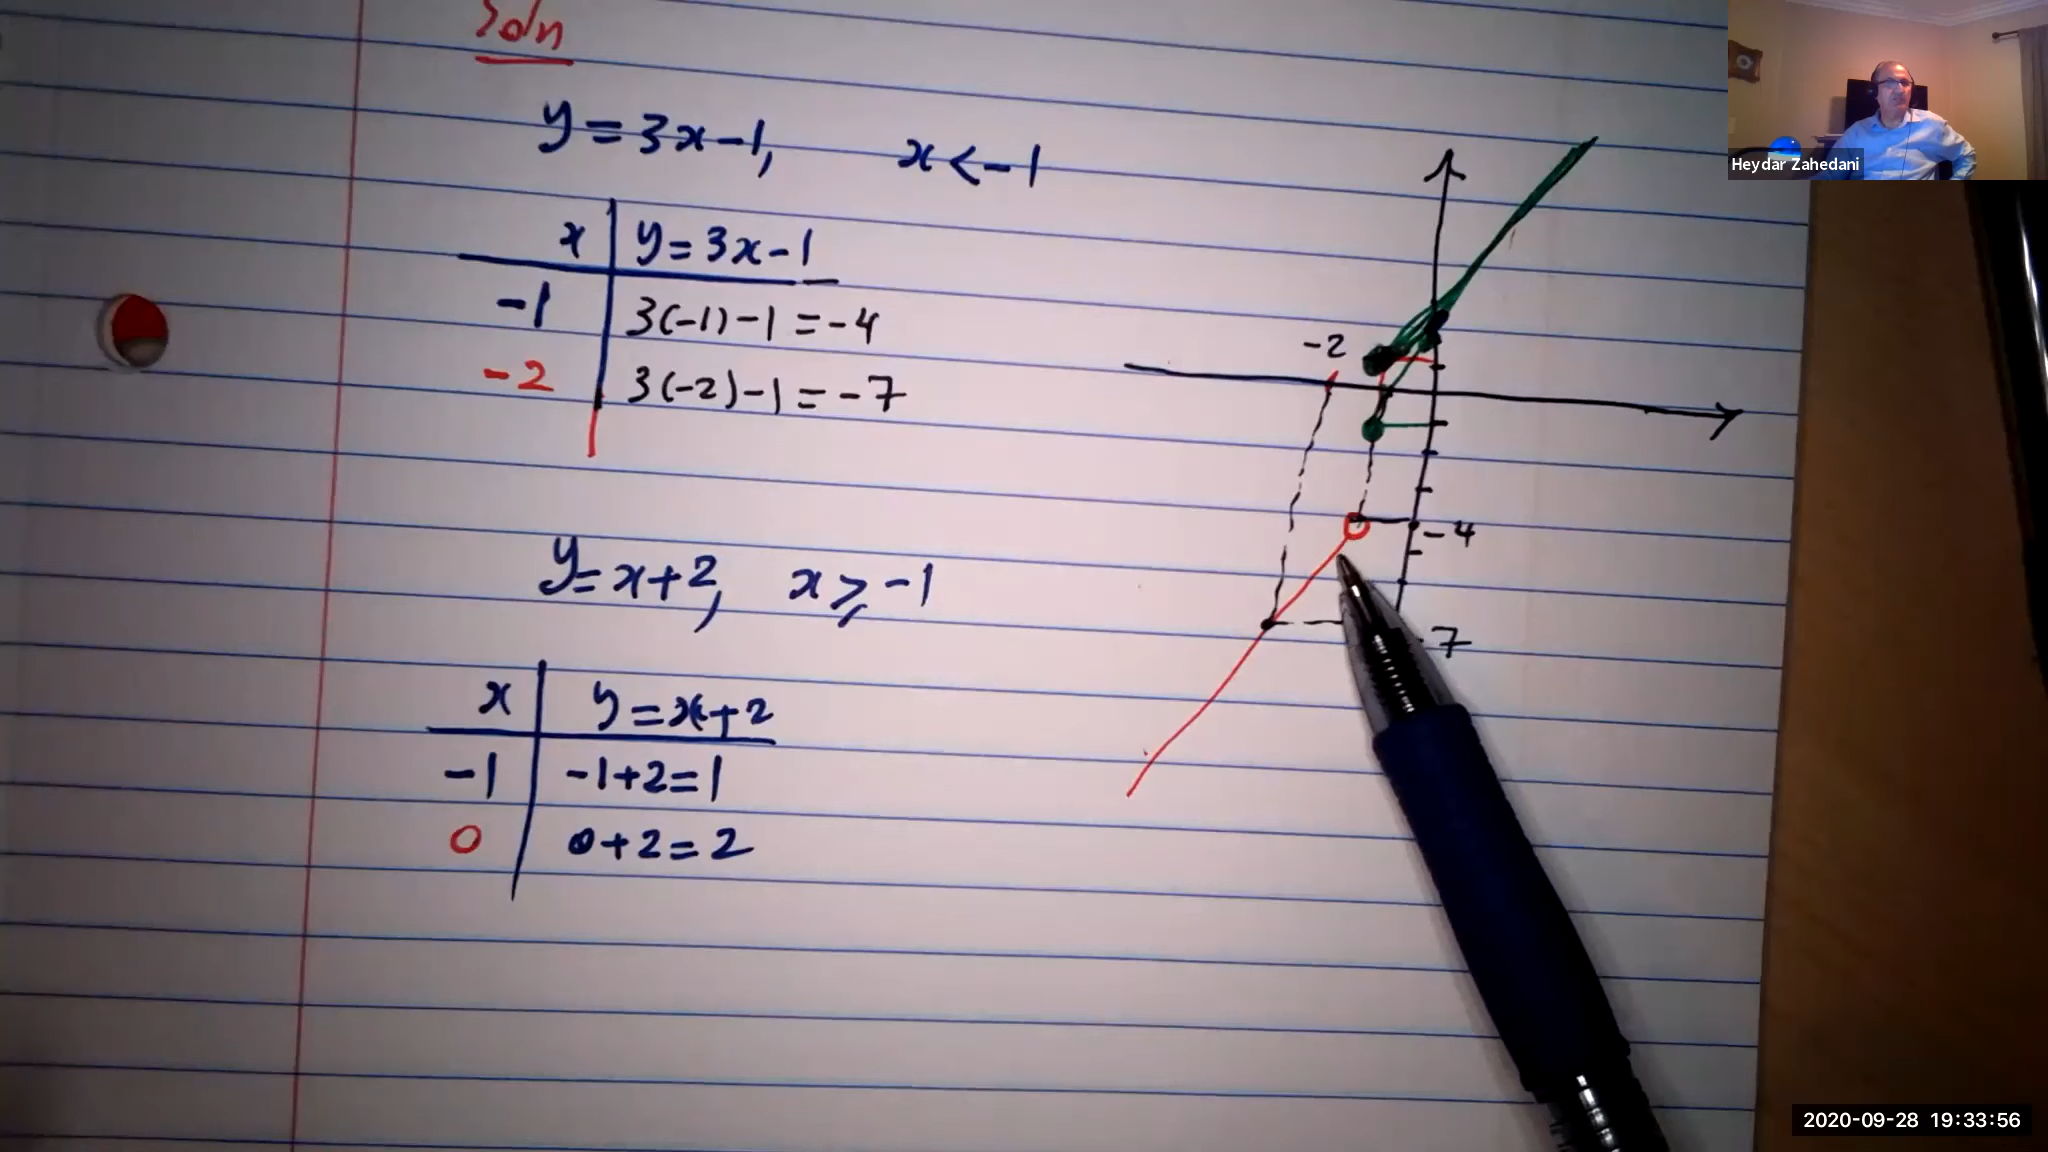 Soln
y = 3x-1, x < -1
x y = 3x-1
-1 3(-1)-1 = -4
-2 3(-2)-1 = -7
y = x+2, x ≥ -1
x y = x+2
-1 -1+2=1
0 0+2=2
-2
-4
-7
Heydar Zahedani
2020-09-28 19:33:56